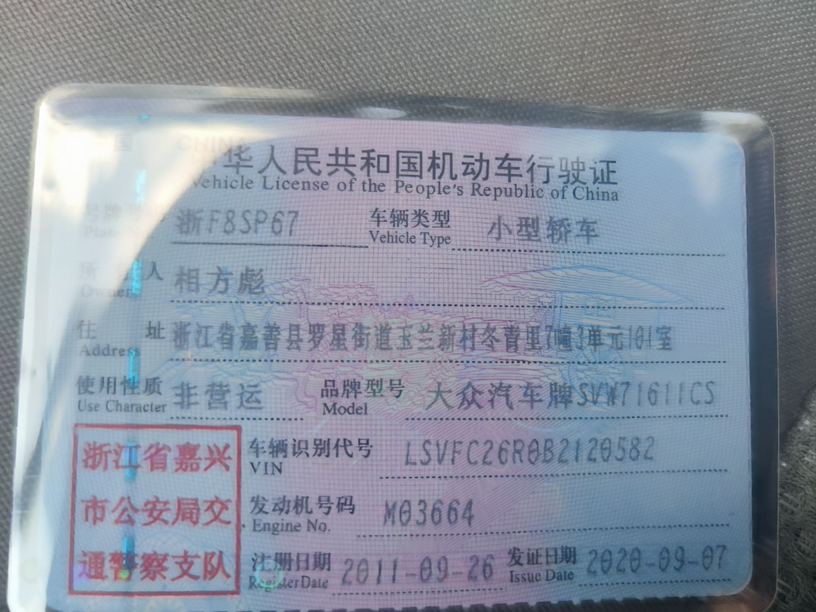 中华人民共和国机动车行驶证
Vehicle License of the People's Republic of China
号牌 浙F8SP67 车辆类型 小型轿车
Plate Vehicle Type
所 人 相方彪
Owner
住 址 浙江省嘉善县罗星街道玉兰新村冬青里7幢3单元101室
Address
使用性质 非营运 品牌型号 大众汽车牌SVW71611CS
Use Character Model
浙江省嘉兴 车辆识别代号 LSVFC26R0B2120582
VIN
市公安局交 发动机号码 M03664
Engine No.
通警察支队 注册日期 2011-09-26 发证日期 2020-09-07
Register Date Issue Date